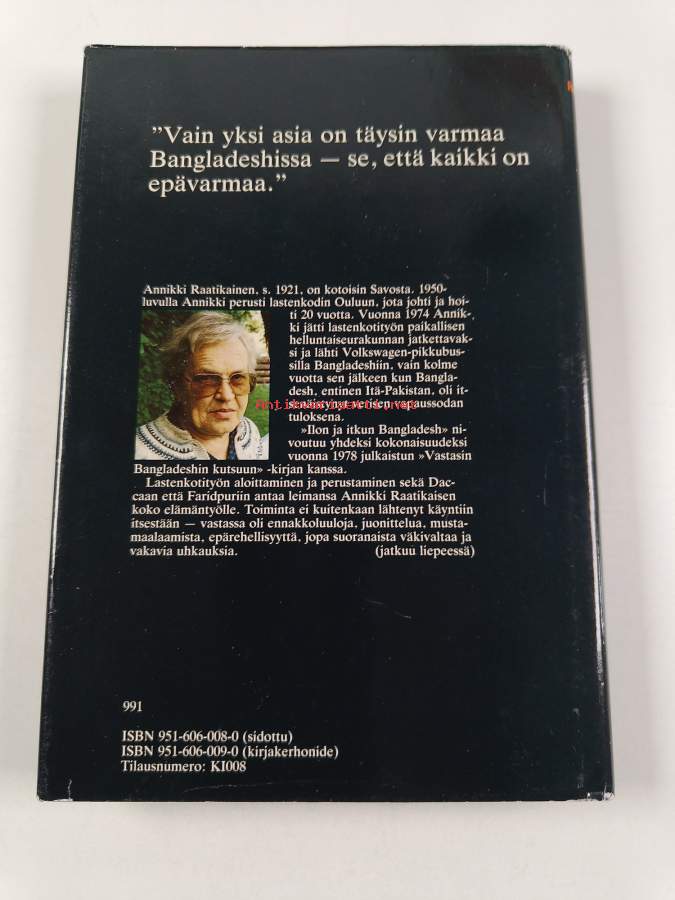 ”Vain yksi asia on täysin varmaa
Bangladeshissa — se, että kaikki on
epävarmaa.”
Annikki Raatikainen, s. 1921, on kotoisin Savosta. 1950-
luvulla Annikki perusti lastenkodin Ouluun, jota johti ja hoi-
ti 20 vuotta. Vuonna 1974 Annik-
ki jätti lastenkotityön paikallisen
helluntaiseurakunnan jatkettavak-
si ja lähti Volkswagen-pikkubus-
silla Bangladeshiin, vain kolme
vuotta sen jälkeen kun Bangla-
desh, entinen Itä-Pakistan, oli it-
senäistynyt verisen vapaussodan
tuloksena.
»Ilon ja itkun Bangladesh» ni-
voutuu yhdeksi kokonaisuudeksi
vuonna 1978 julkaistun »Vastasin
Bangladeshin kutsuun» -kirjan kanssa.
Lastenkotityön aloittaminen ja perustaminen sekä Dac-
caan että Faridpuriin antaa leimansa Annikki Raatikaisen
koko elämäntyölle. Toiminta ei kuitenkaan lähtenyt käyntiin
itsestään — vastassa oli ennakkoluuloja, juonittelua, musta-
maalaamista, epärehellisyyttä, jopa suoranaista väkivaltaa ja
vakavia uhkauksia. (jatkuu liepeessä)
991
ISBN 951-606-008-0 (sidottu)
ISBN 951-606-009-0 (kirjakerhonide)
Tilausnumero: KI008